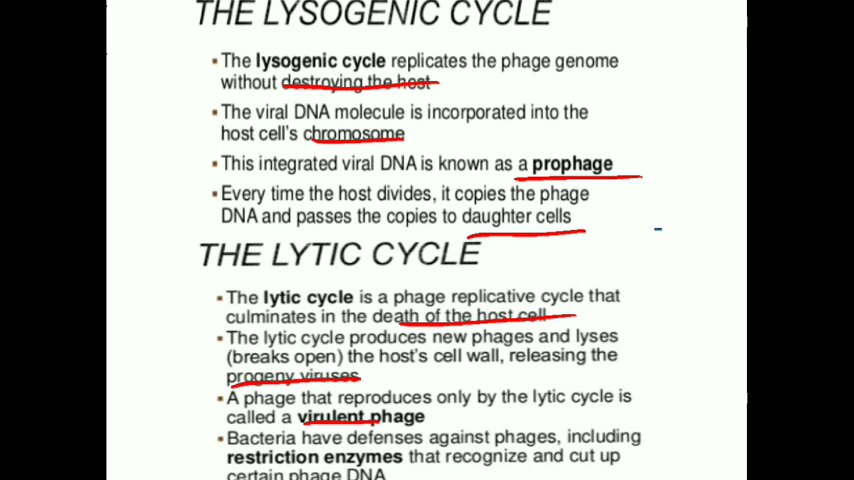 THE LYSOGENIC CYCLE
▪The lysogenic cycle replicates the phage genome
without destroying the host
▪The viral DNA molecule is incorporated into the
host cell's chromosome
▪This integrated viral DNA is known as a prophage
▪Every time the host divides, it copies the phage
DNA and passes the copies to daughter cells
THE LYTIC CYCLE
▪The lytic cycle is a phage replicative cycle that
culminates in the death of the host cell
▪The lytic cycle produces new phages and lyses
(breaks open) the host's cell wall, releasing the
progeny viruses
▪A phage that reproduces only by the lytic cycle is
called a virulent phage
▪Bacteria have defenses against phages, including
restriction enzymes that recognize and cut up
certain phage DNA